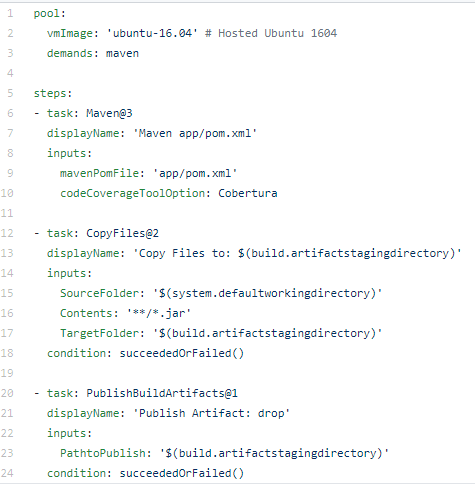 1 pool:
2   vmImage: 'ubuntu-16.04' # Hosted Ubuntu 1604
3   demands: maven
4
5 steps:
6 - task: Maven@3
7   displayName: 'Maven app/pom.xml'
8   inputs:
9     mavenPomFile: 'app/pom.xml'
10     codeCoverageToolOption: Cobertura
11
12 - task: CopyFiles@2
13   displayName: 'Copy Files to: $(build.artifactstagingdirectory)'
14   inputs:
15     SourceFolder: '$(system.defaultworkingdirectory)'
16     Contents: '**/*.jar'
17     TargetFolder: '$(build.artifactstagingdirectory)'
18   condition: succeededOrFailed()
19
20 - task: PublishBuildArtifacts@1
21   displayName: 'Publish Artifact: drop'
22   inputs:
23     PathtoPublish: '$(build.artifactstagingdirectory)'
24   condition: succeededOrFailed()